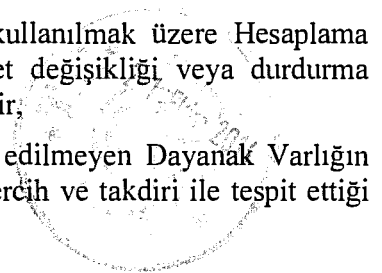 kullanılmak üzere Hesaplama
et değişikliği veya durdurma
ir;
edilmeyen Dayanak Varlığın
ercih ve takdiri ile tespit ettiği